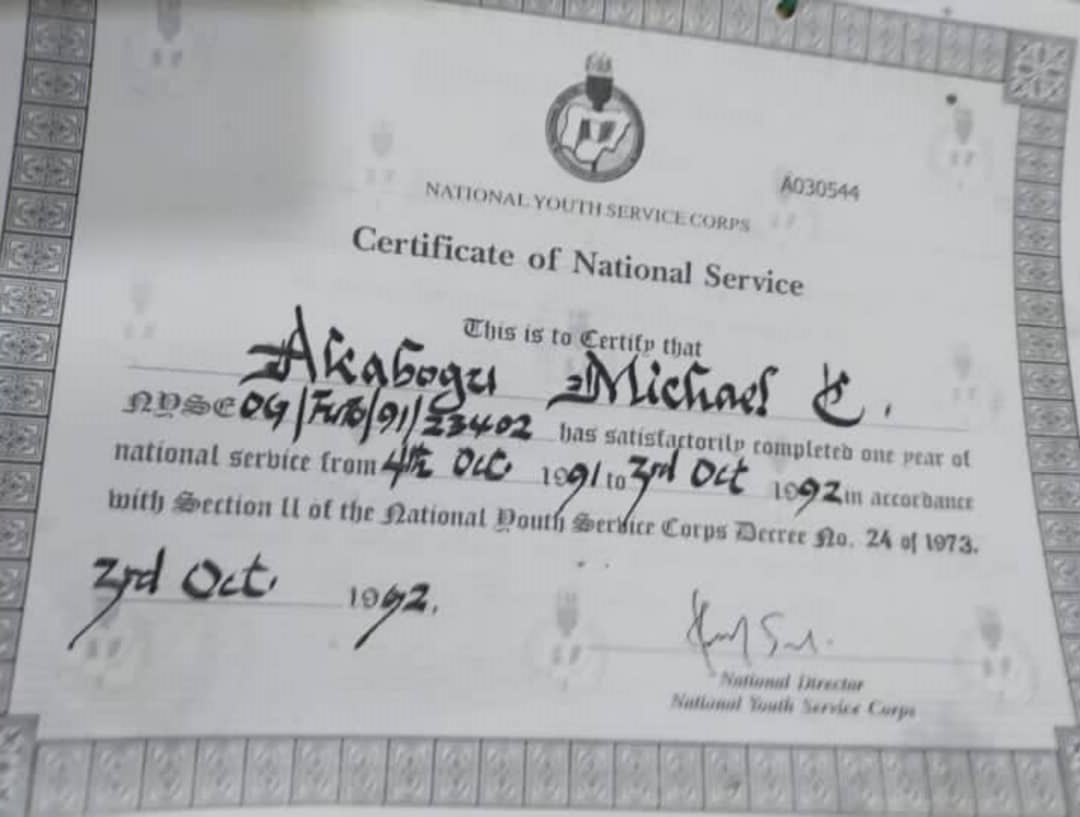 A030544
NATIONAL YOUTH SERVICE CORPS
Certificate of National Service
This is to Certify that
Akabogu Michael C.
NYSC OG/FUTO/91/23402 has satisfactorily completed one year of
national service from 4th Oct. 1991 to 3rd Oct 1992 in accordance
with Section 11 of the National Youth Service Corps Decree No. 24 of 1973.
3rd Oct. 1992.
National Director
National Youth Service Corps